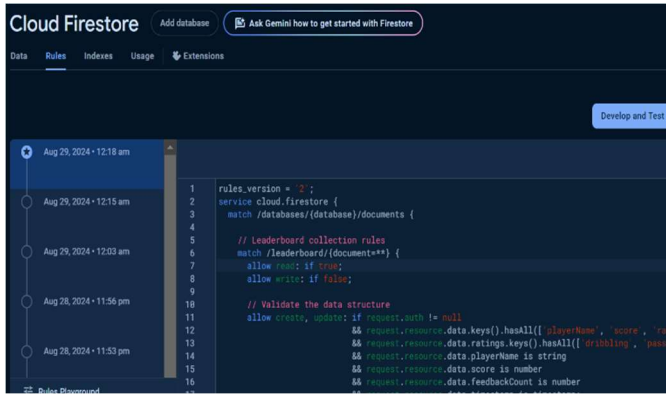 Cloud Firestore Add database Ask Gemini how to get started with Firestore
Data Rules Indexes Usage Extensions
Develop and Test
Aug 29, 2024 • 12:18 am
Aug 29, 2024 • 12:15 am
Aug 29, 2024 • 12:03 am
Aug 28, 2024 • 11:56 pm
Aug 28, 2024 • 11:53 pm
Rules Playground
1 rules_version = '2';
2 service cloud.firestore {
3 match /databases/{database}/documents {
4
5 // Leaderboard collection rules
6 match /leaderboard/{document=**} {
7 allow read: if true;
8 allow write: if false;
9
10 // Validate the data structure
11 allow create, update: if request.auth != null
12 && request.resource.data.keys().hasAll(['playerName', 'score', 'ra
13 && request.resource.data.ratings.keys().hasAll(['dribbling', 'pass
14 && request.resource.data.playerName is string
15 && request.resource.data.score is number
16 && request.resource.data.feedbackCount is number